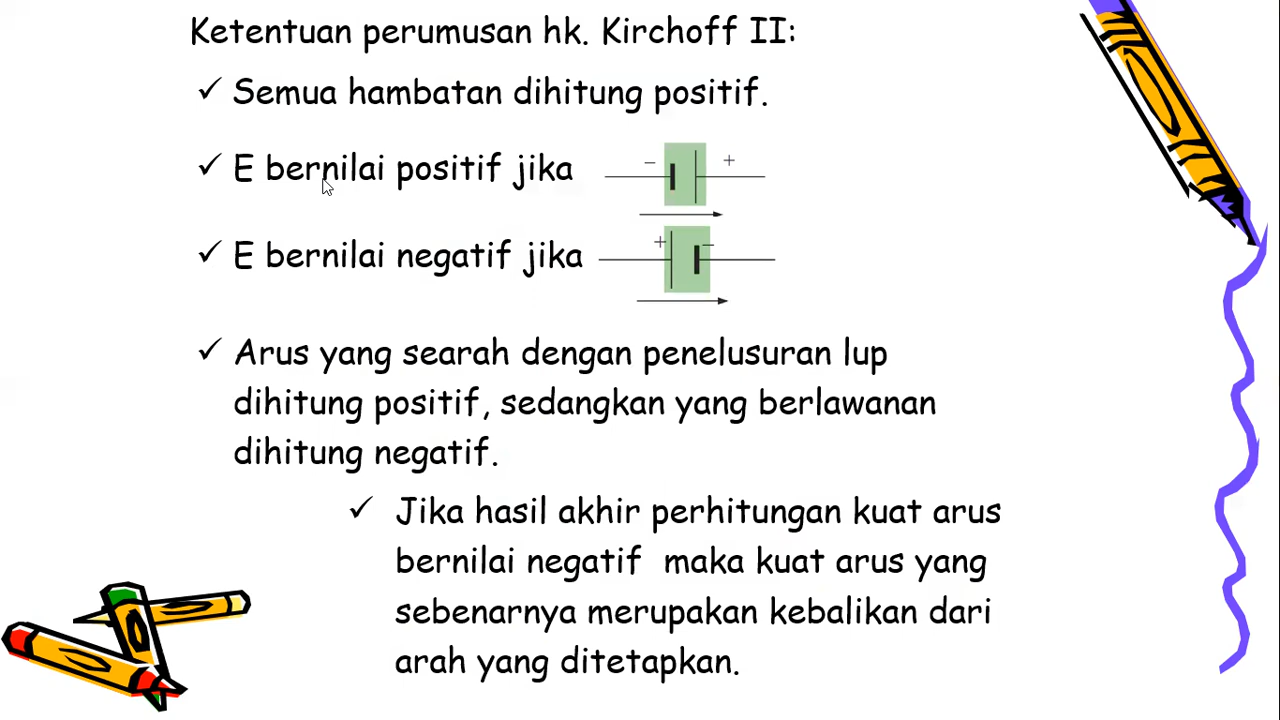 Ketentuan perumusan hk. Kirchoff II:
✓ Semua hambatan dihitung positif.
✓ E bernilai positif jika
− +
✓ E bernilai negatif jika
+ −
✓ Arus yang searah dengan penelusuran lup
dihitung positif, sedangkan yang berlawanan
dihitung negatif.
✓ Jika hasil akhir perhitungan kuat arus
bernilai negatif maka kuat arus yang
sebenarnya merupakan kebalikan dari
arah yang ditetapkan.